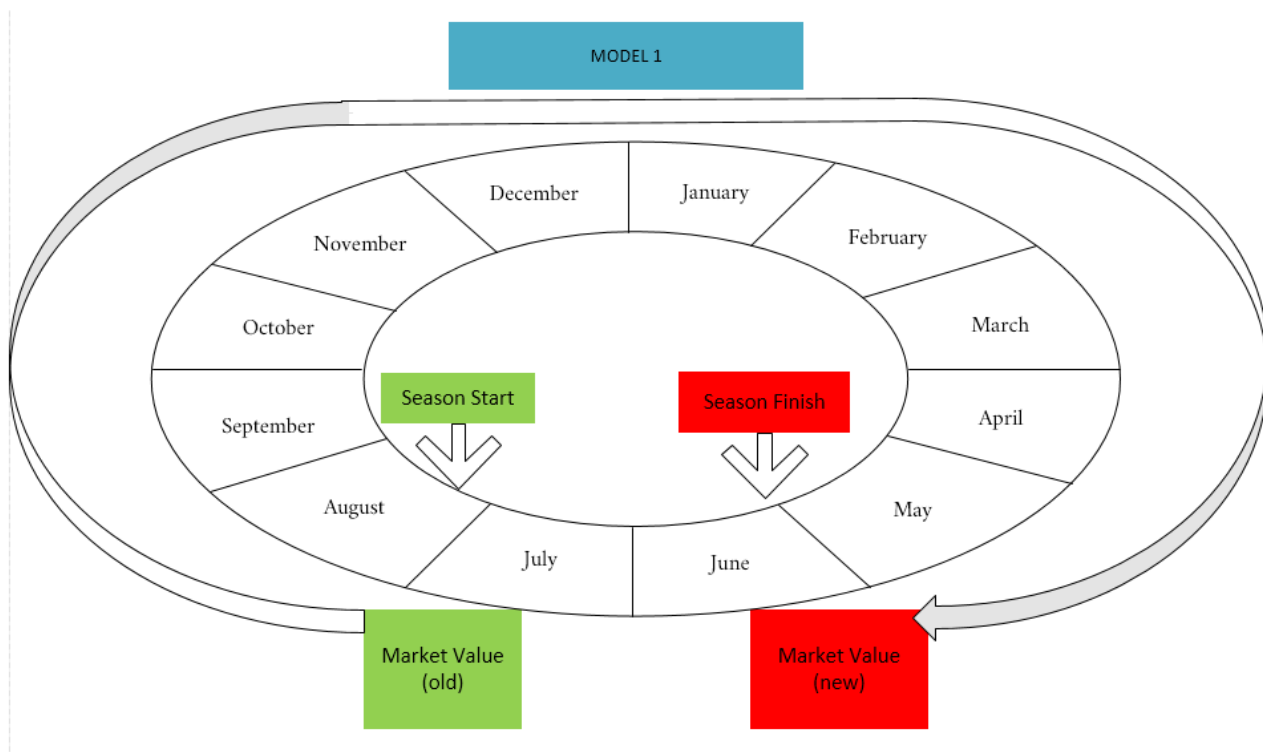 MODEL 1
December
January
November
February
October
March
Season Start
Season Finish
September
April
August
May
July
June
Market Value
(old)
Market Value
(new)